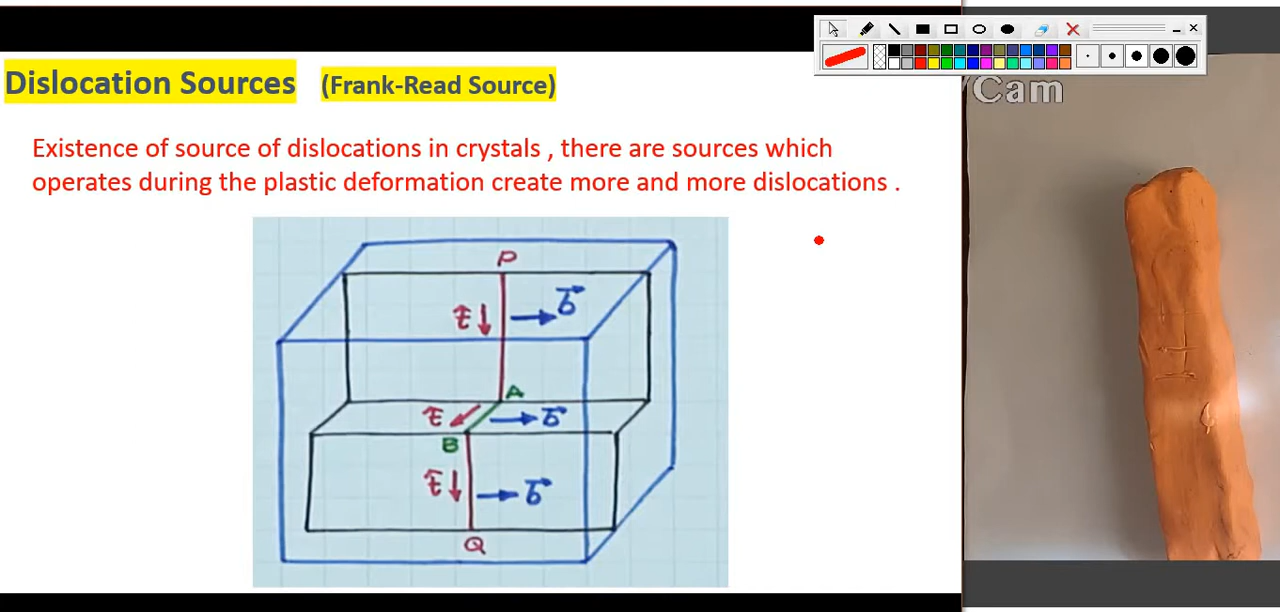 Dislocation Sources (Frank-Read Source)
Cam
Existence of source of dislocations in crystals , there are sources which
operates during the plastic deformation create more and more dislocations .
P
t b
A
t b
B
t b
Q